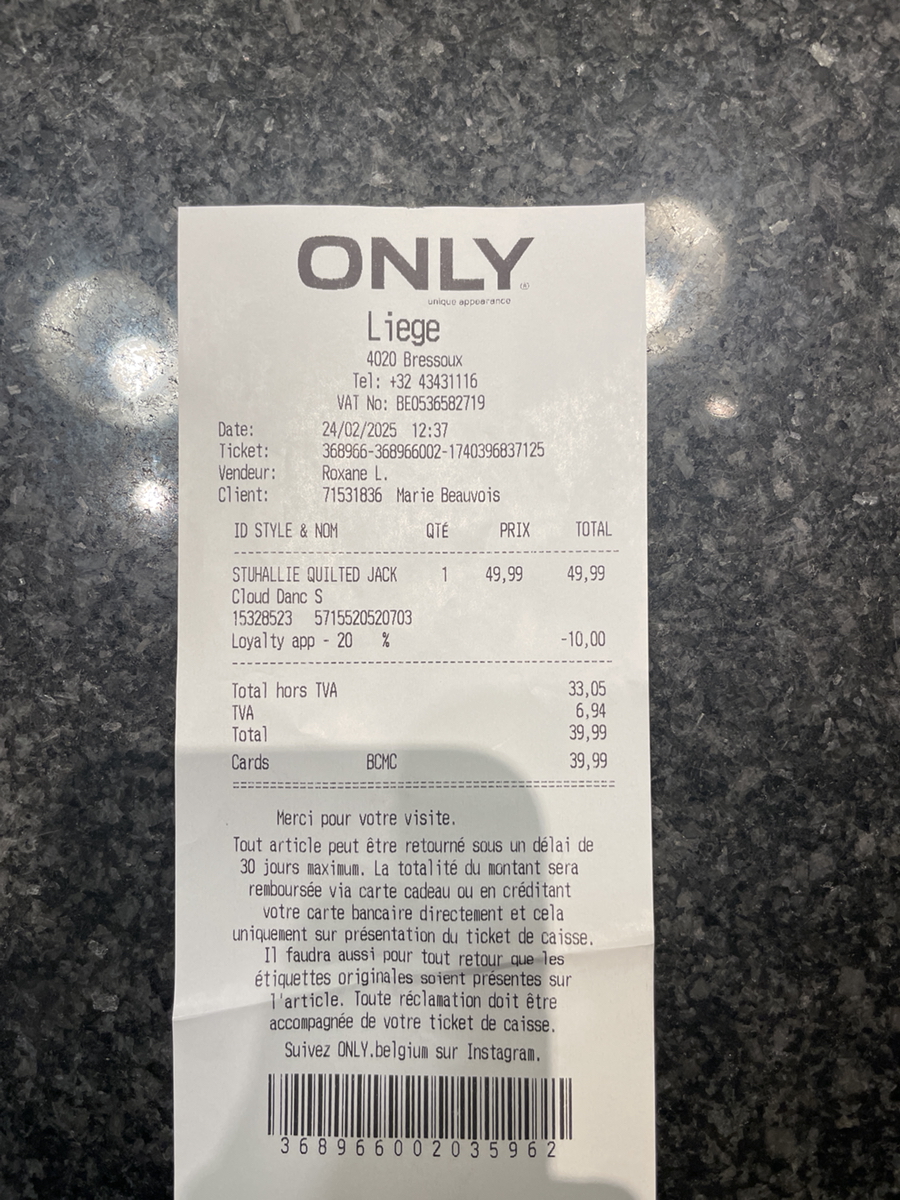 ONLY
unique appearance
Liege
4020 Bressoux
Tel: +32 43431116
VAT No: BE0536582719
Date: 24/02/2025 12:37
Ticket: 368966-368966002-1740396837125
Vendeur: Roxane L.
Client: 71531836 Marie Beauvois
ID STYLE & NOM QTÉ PRIX TOTAL
STUHALLIE QUILTED JACK 1 49,99 49,99
Cloud Danc S
15328523 5715520520703
Loyalty app - 20 % -10,00
Total hors TVA 33,05
TVA 6,94
Total 39,99
Cards BCMC 39,99
Merci pour votre visite.
Tout article peut être retourné sous un délai de
30 jours maximum. La totalité du montant sera
remboursée via carte cadeau ou en créditant
votre carte bancaire directement et cela
uniquement sur présentation du ticket de caisse.
Il faudra aussi pour tout retour que les
étiquettes originales soient présentes sur
l'article. Toute réclamation doit être
accompagnée de votre ticket de caisse.
Suivez ONLY.belgium sur Instagram.
368966002035962